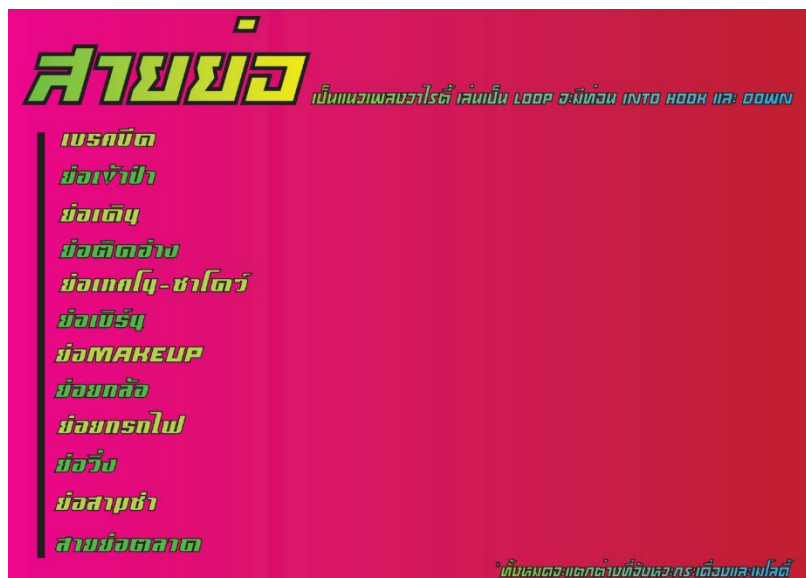 สายย่อ
เป็นแนวเพลงวาไรตี้ เล่นเป็น LOOP จะมีท่อน INTO HOOK และ DOWN
เบรคบีต
ย่อเข้าป่า
ย่อเดิน
ย่อติดอ่าง
ย่อเทคโน-ชาโดว์
ย่อเบิร์น
ย่อMAKEUP
ย่อยกล้อ
ย่อยกรถไฟ
ย่อวิ่ง
ย่อสามช่า
สายย่อตลาด
*ทั้งหมดจะแตกต่างที่จังหวะกระเดื่องและเมโลดี้